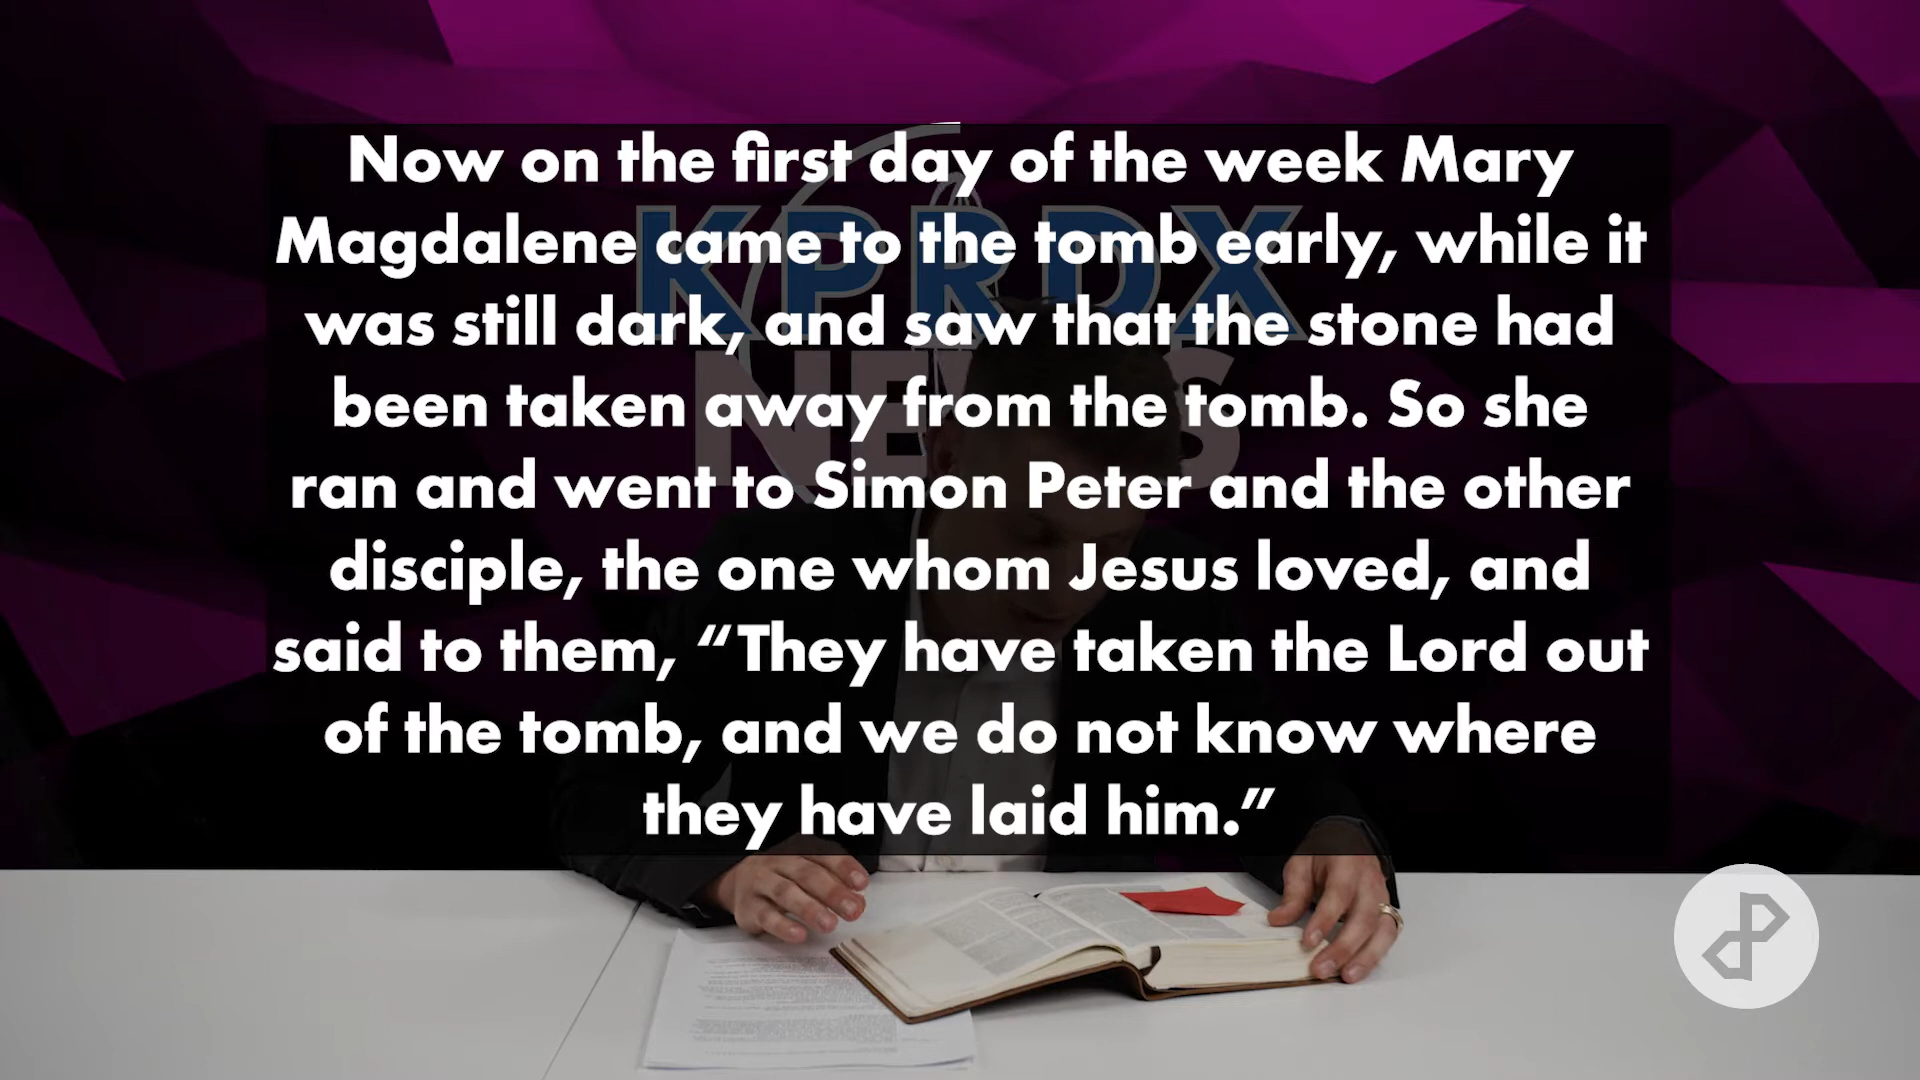 Now on the first day of the week Mary
Magdalene came to the tomb early, while it
was still dark, and saw that the stone had
been taken away from the tomb. So she
ran and went to Simon Peter and the other
disciple, the one whom Jesus loved, and
said to them, “They have taken the Lord out
of the tomb, and we do not know where
they have laid him.”
KPRDX
NEWS